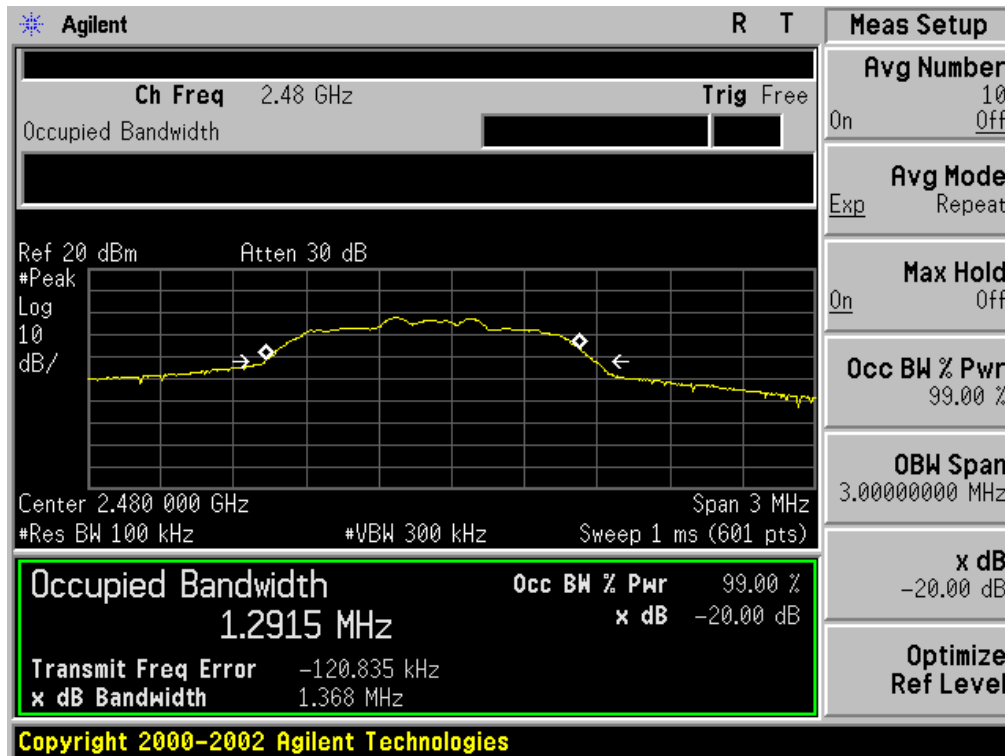 Agilent R T
Meas Setup
Ch Freq 2.48 GHz Trig Free
Occupied Bandwidth
Ref 20 dBm Atten 30 dB
#Peak
Log
10
dB/
Center 2.480 000 GHz Span 3 MHz
#Res BW 100 kHz #VBW 300 kHz Sweep 1 ms (601 pts)
Occupied Bandwidth
1.2915 MHz
Occ BW % Pwr 99.00 %
x dB -20.00 dB
Transmit Freq Error -120.835 kHz
x dB Bandwidth 1.368 MHz
Avg Number
10
On Off
Avg Mode
Exp Repeat
Max Hold
On Off
Occ BW % Pwr
99.00 %
OBW Span
3.00000000 MHz
x dB
-20.00 dB
Optimize
Ref Level
Copyright 2000-2002 Agilent Technologies